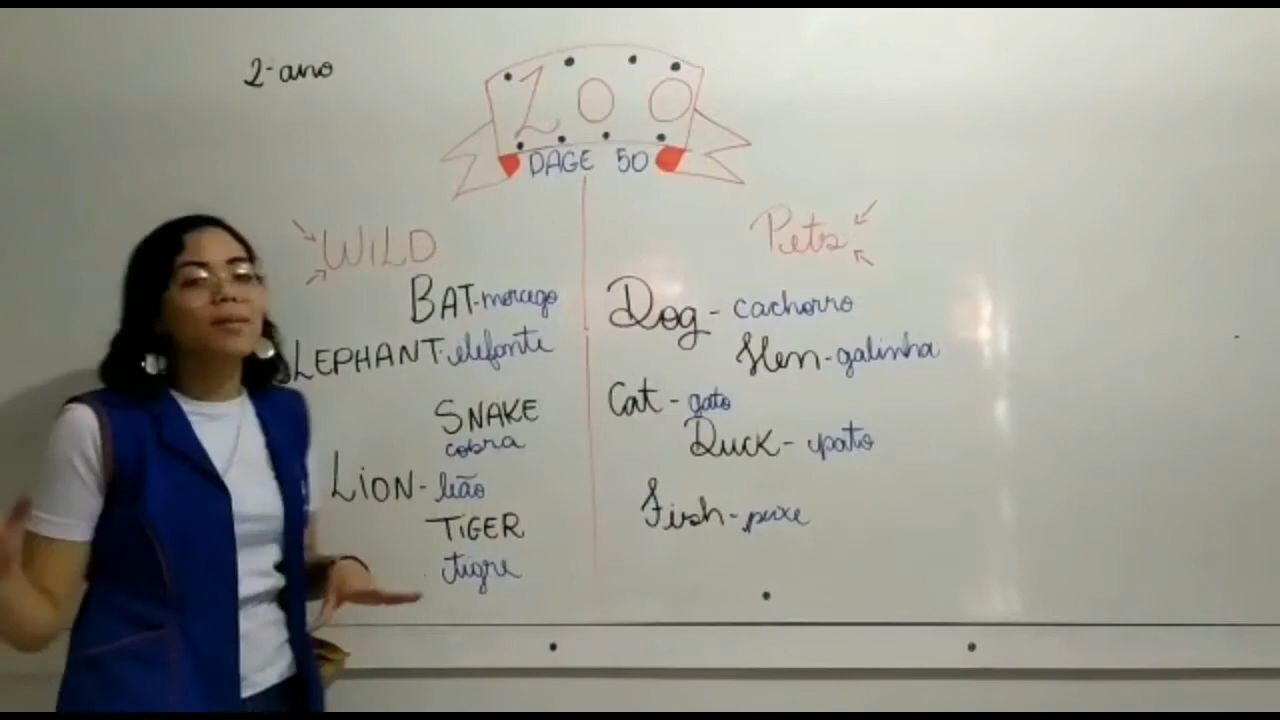 2-ano
ZOO
PAGE 50
WILD
BAT-morcego
LEPHANT-elefante
SNAKE
cobra
LION-leão
TIGER
tigre
Pets
Dog - cachorro
Hen-galinha
Cat - gato
Duck - pato
Fish-peixe